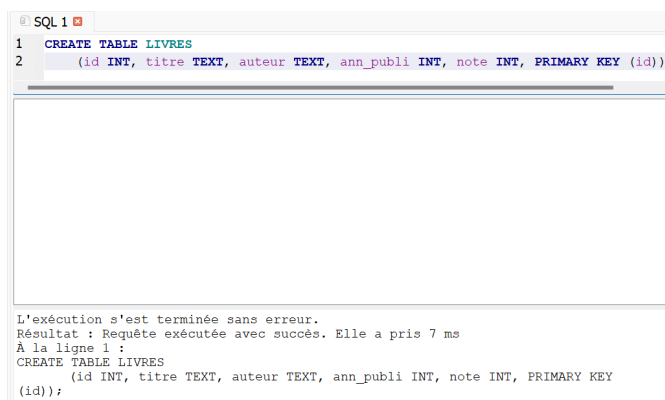 SQL 1
1 CREATE TABLE LIVRES
2 (id INT, titre TEXT, auteur TEXT, ann_publi INT, note INT, PRIMARY KEY (id))
L'exécution s'est terminée sans erreur.
Résultat : Requête exécutée avec succès. Elle a pris 7 ms
À la ligne 1 :
CREATE TABLE LIVRES
(id INT, titre TEXT, auteur TEXT, ann_publi INT, note INT, PRIMARY KEY
(id));